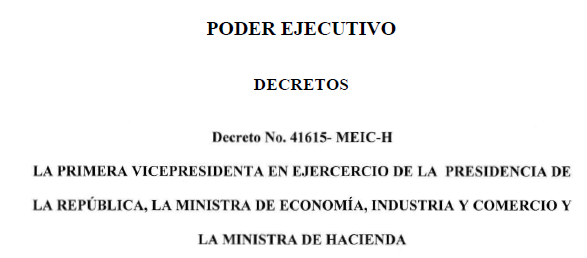 PODER EJECUTIVO
DECRETOS
Decreto No. 41615- MEIC-H
LA PRIMERA VICEPRESIDENTA EN EJERCERCIO DE LA PRESIDENCIA DE
LA REPÚBLICA, LA MINISTRA DE ECONOMÍA, INDUSTRIA Y COMERCIO Y
LA MINISTRA DE HACIENDA